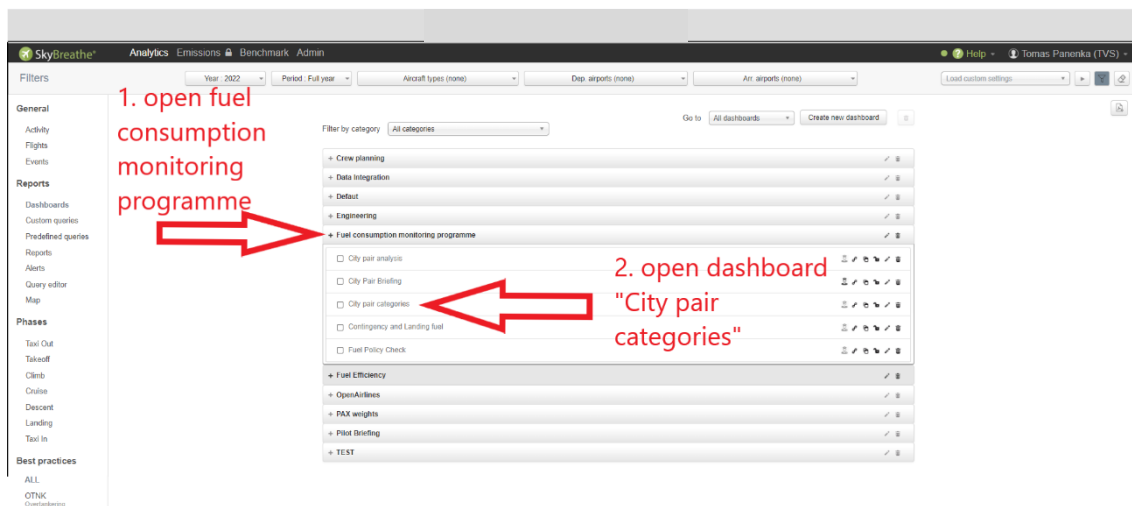 SkyBreathe®
Analytics Emissions Benchmark Admin
Help
Tomas Panenka (TVS)
Filters
Year : 2022
Period : Full year
Aircraft types (none)
Dep. airports (none)
Arr. airports (none)
Load custom settings
General
Activity
Flights
Events
Reports
Dashboards
Custom queries
Predefined queries
Reports
Alerts
Query editor
Map
Phases
Taxi Out
Takeoff
Climb
Cruise
Descent
Landing
Taxi In
Best practices
ALL
OTNK
Overtankering
1. open fuel
consumption
monitoring
programme
Go to All dashboards Create new dashboard
Filter by category All categories
+ Crew planning
+ Data Integration
+ Defaut
+ Engineering
+ Fuel consumption monitoring programme
City pair analysis
City Pair Briefing
City pair categories
Contingency and Landing fuel
Fuel Policy Check
2. open dashboard
"City pair
categories"
+ Fuel Efficiency
+ OpenAirlines
+ PAX weights
+ Pilot Briefing
+ TEST